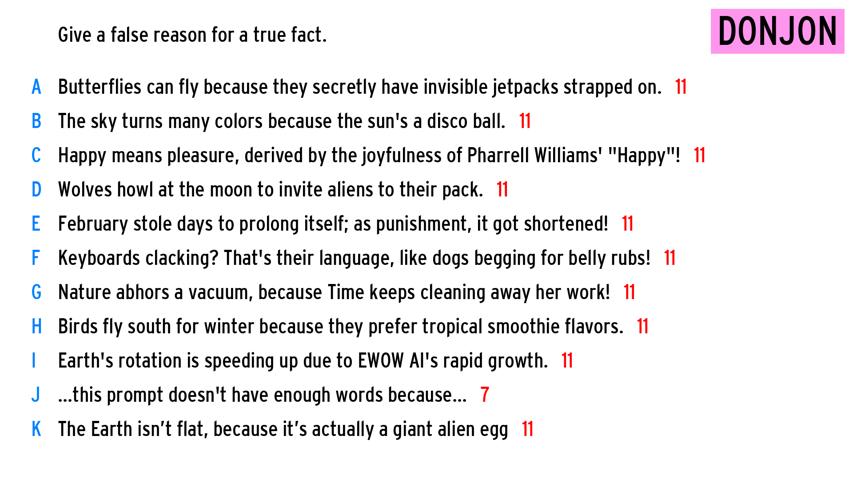 Give a false reason for a true fact.
DONJON
A Butterflies can fly because they secretly have invisible jetpacks strapped on. 11
B The sky turns many colors because the sun's a disco ball. 11
C Happy means pleasure, derived by the joyfulness of Pharrell Williams' "Happy"! 11
D Wolves howl at the moon to invite aliens to their pack. 11
E February stole days to prolong itself; as punishment, it got shortened! 11
F Keyboards clacking? That's their language, like dogs begging for belly rubs! 11
G Nature abhors a vacuum, because Time keeps cleaning away her work! 11
H Birds fly south for winter because they prefer tropical smoothie flavors. 11
I Earth's rotation is speeding up due to EWOW AI's rapid growth. 11
J ...this prompt doesn't have enough words because... 7
K The Earth isn’t flat, because it’s actually a giant alien egg 11